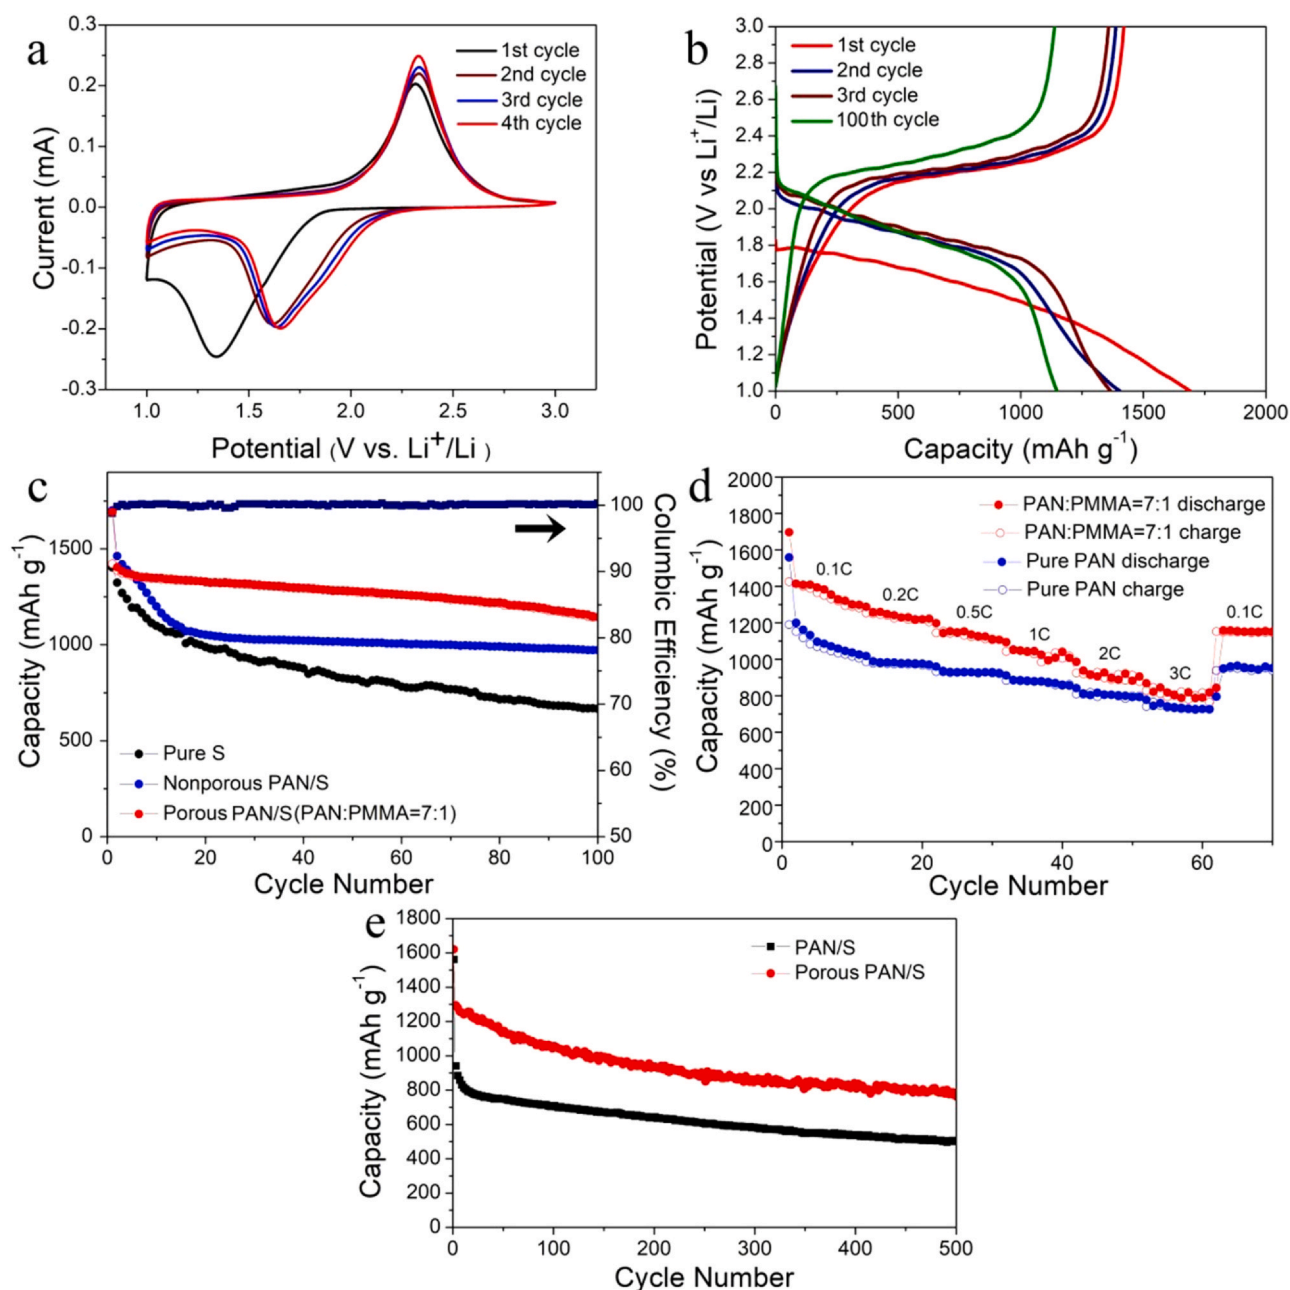 a
0.3
0.2
0.1
0.0
-0.1
-0.2
-0.3
Current (mA)
1st cycle
2nd cycle
3rd cycle
4th cycle
1.0 1.5 2.0 2.5 3.0
Potential (V vs. Li⁺/Li )
b
3.0
2.6
2.2
2.0
1.8
1.6
1.4
1.2
1.0
Potential (V vs Li⁺/Li)
1st cycle
2nd cycle
3rd cycle
100th cycle
0 500 1000 1500 2000
Capacity (mAh g⁻¹)
c
1500
1000
500
0
Capacity (mAh g⁻¹)
Pure S
Nonporous PAN/S
Porous PAN/S(PAN:PMMA=7:1)
100
90
80
70
60
50
Columbic Efficiency (%)
0 20 40 60 80 100
Cycle Number
d
2000
1800
1600
1400
1200
1000
800
600
400
200
0
Capacity (mAh g⁻¹)
PAN:PMMA=7:1 discharge
PAN:PMMA=7:1 charge
Pure PAN discharge
Pure PAN charge
0.1C
0.2C
0.5C
1C
2C
3C
0.1C
0 20 40 60
Cycle Number
e
1800
1600
1400
1200
1000
800
600
400
200
0
Capacity (mAh g⁻¹)
PAN/S
Porous PAN/S
0 100 200 300 400 500
Cycle Number